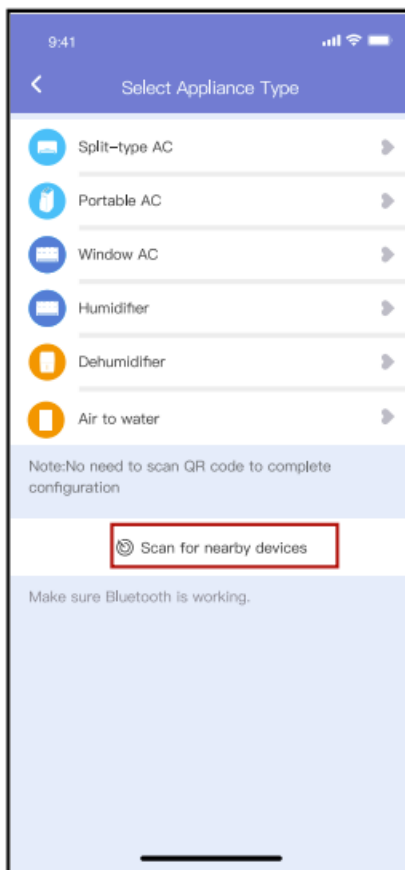 9:41
Select Appliance Type
Split-type AC
Portable AC
Window AC
Humidifier
Dehumidifier
Air to water
Note:No need to scan QR code to complete
configuration
Scan for nearby devices
Make sure Bluetooth is working.